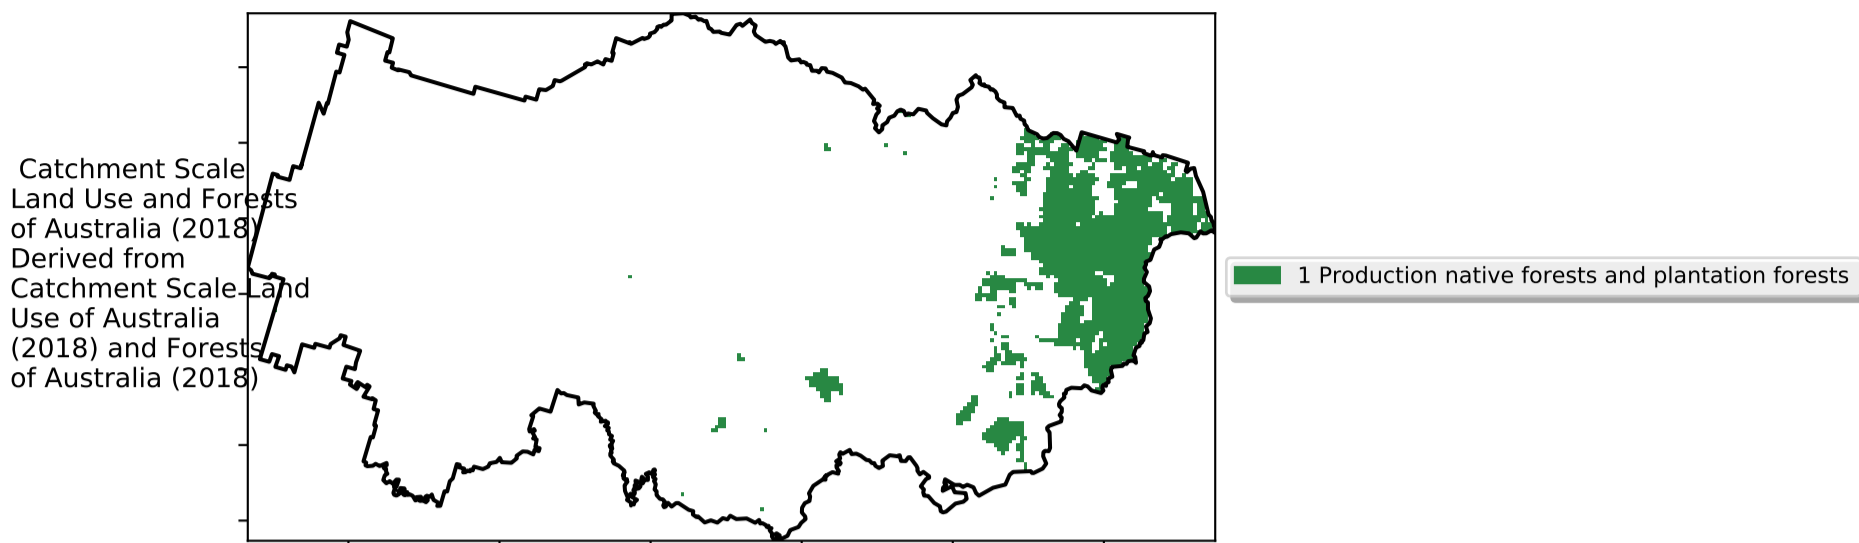 Catchment Scale
Land Use and Forests
of Australia (2018)
Derived from
Catchment Scale Land
Use of Australia
(2018) and Forests
of Australia (2018)
1 Production native forests and plantation forests